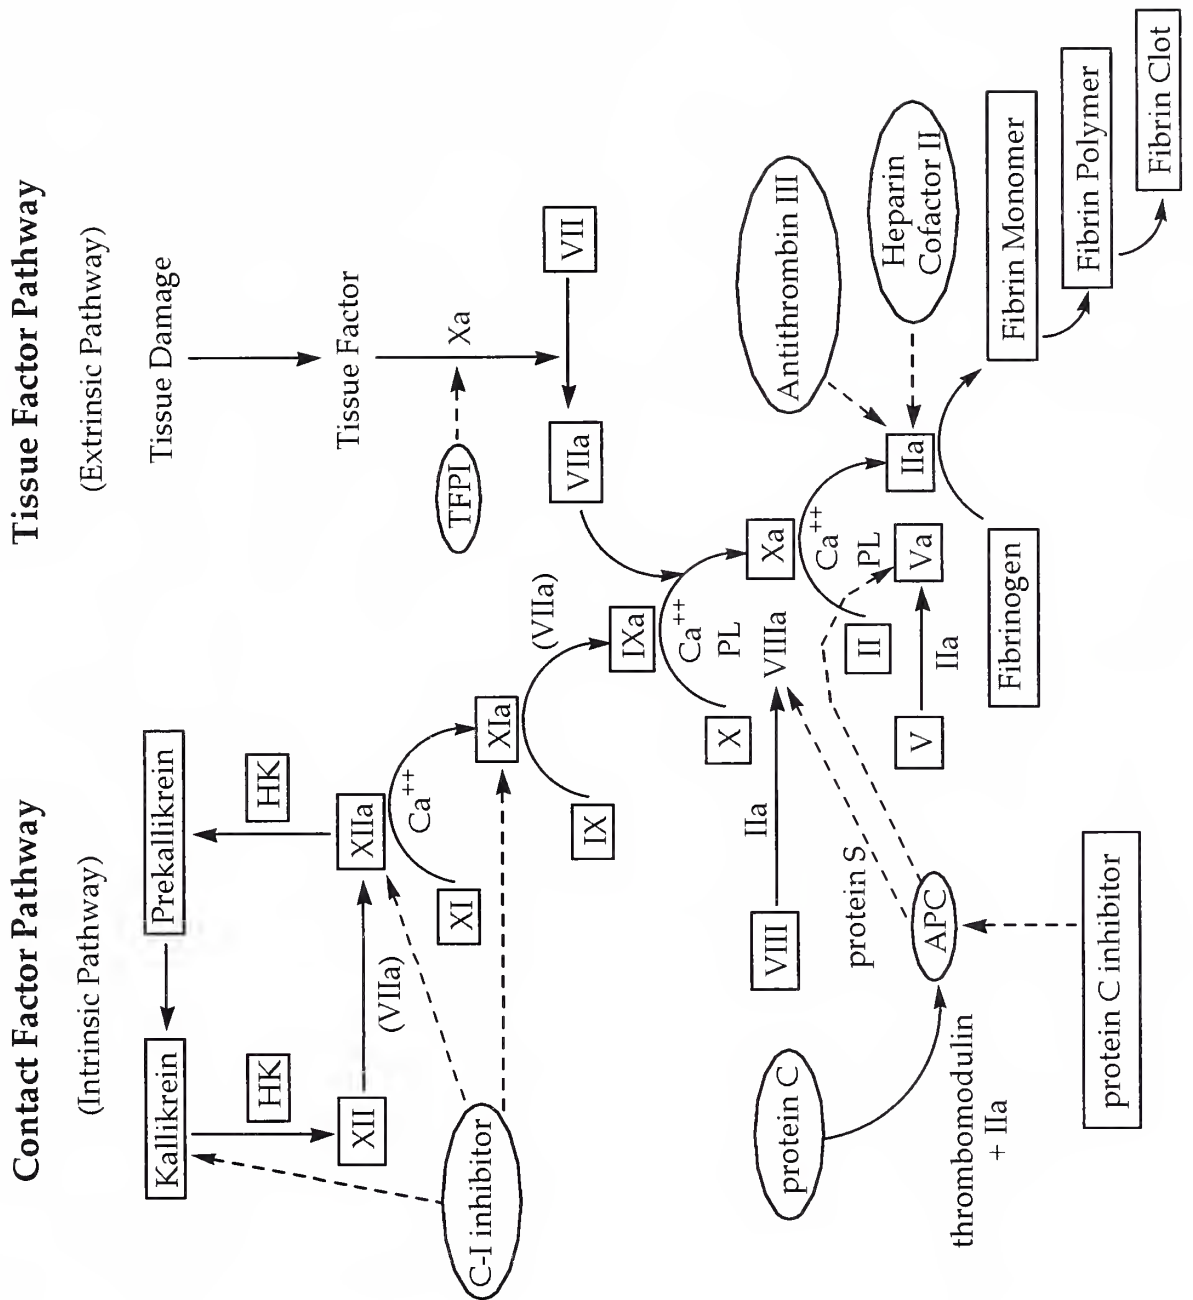 Contact Factor Pathway
(Intrinsic Pathway)
Tissue Factor Pathway
(Extrinsic Pathway)
Kallikrein
Prekallikrein
HK
HK
XII
(VIIa)
XIIa
C-I inhibitor
XI
Ca++
XIa
IX
(VIIa)
IXa
Tissue Damage
Tissue Factor
TFPI
Xa
VII
VIIa
X
Ca++
PL
VIIIa
Xa
VIII
IIa
protein S
protein C
thrombomodulin
+ IIa
APC
protein C inhibitor
II
Ca++
PL
V
IIa
Va
IIa
Antithrombin III
Heparin
Cofactor II
Fibrinogen
Fibrin Monomer
Fibrin Polymer
Fibrin Clot